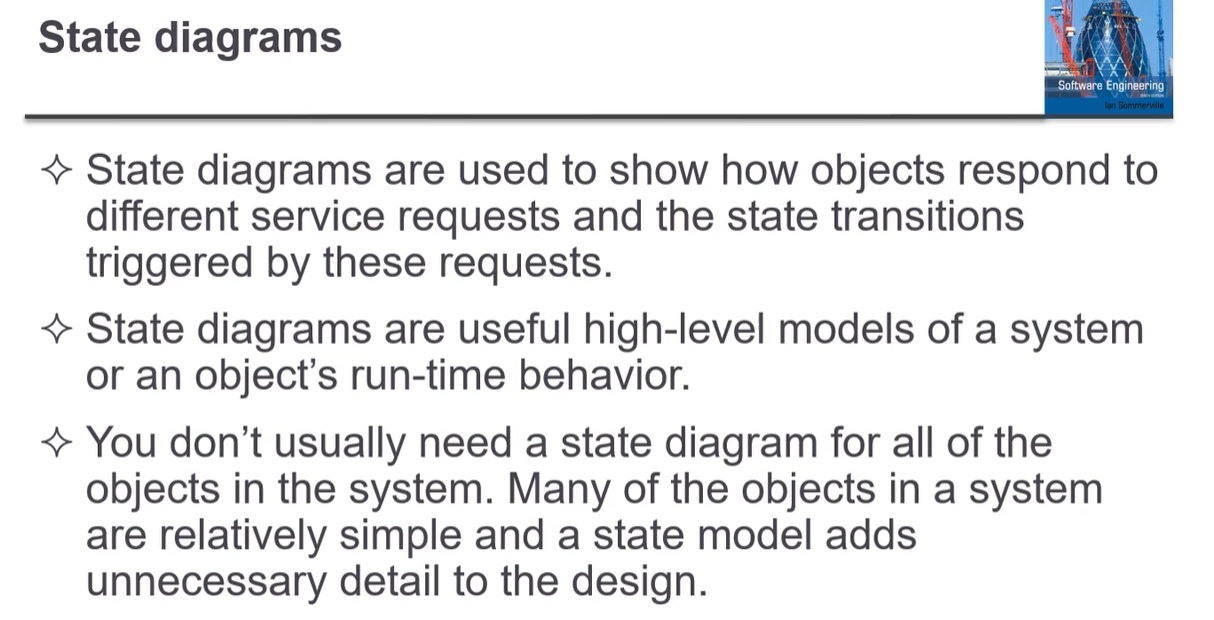 State diagrams
Software Engineering
Ian Sommerville
✧ State diagrams are used to show how objects respond to
different service requests and the state transitions
triggered by these requests.
✧ State diagrams are useful high-level models of a system
or an object’s run-time behavior.
✧ You don’t usually need a state diagram for all of the
objects in the system. Many of the objects in a system
are relatively simple and a state model adds
unnecessary detail to the design.